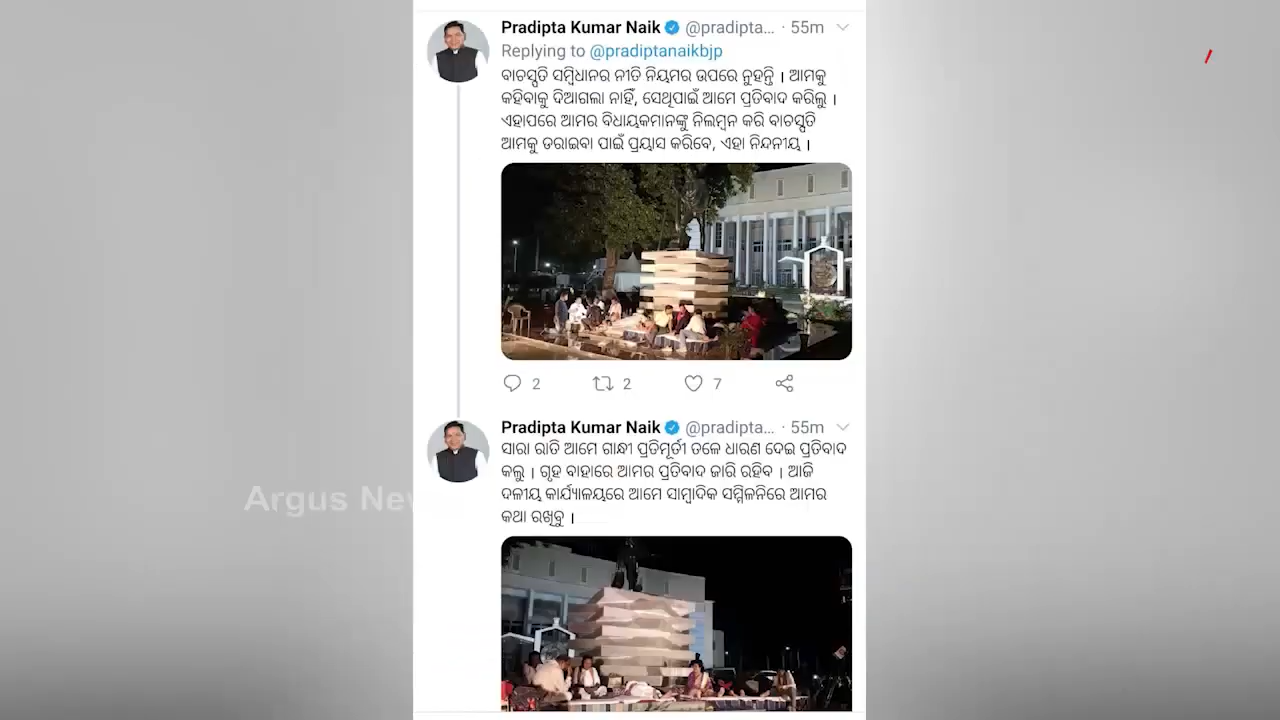 Pradipta Kumar Naik @pradipta... · 55m
Replying to @pradiptanaikbjp
ବାଚସ୍ପତି ସମ୍ବିଧାନର ନୀତି ନିୟମର ଉପରେ ନୁହନ୍ତି । ଆମକୁ
କହିବାକୁ ଦିଆଗଲା ନାହିଁ, ସେଥିପାଇଁ ଆମେ ପ୍ରତିବାଦ କରିଲୁ ।
ଏହାପରେ ଆମର ବିଧାୟକମାନଙ୍କୁ ନିଲମ୍ବନ କରି ବାଚସ୍ପତି
ଆମକୁ ଡରାଇବା ପାଇଁ ପ୍ରୟାସ କରିବେ, ଏହା ନିନ୍ଦନୀୟ ।
2 2 7
Pradipta Kumar Naik @pradipta... · 55m
ସାରା ରାତି ଆମେ ଗାନ୍ଧୀ ପ୍ରତିମୂର୍ତୀ ତଳେ ଧାରଣ ଦେଇ ପ୍ରତିବାଦ
କଲୁ । ଗୃହ ବାହାରେ ଆମର ପ୍ରତିବାଦ ଜାରି ରହିବ । ଆଜି
ଦଳୀୟ କାର୍ଯ୍ୟାଳୟରେ ଆମେ ସାମ୍ବାଦିକ ସମ୍ମିଳନିରେ ଆମର
କଥା ରଖିବୁ ।
Argus New